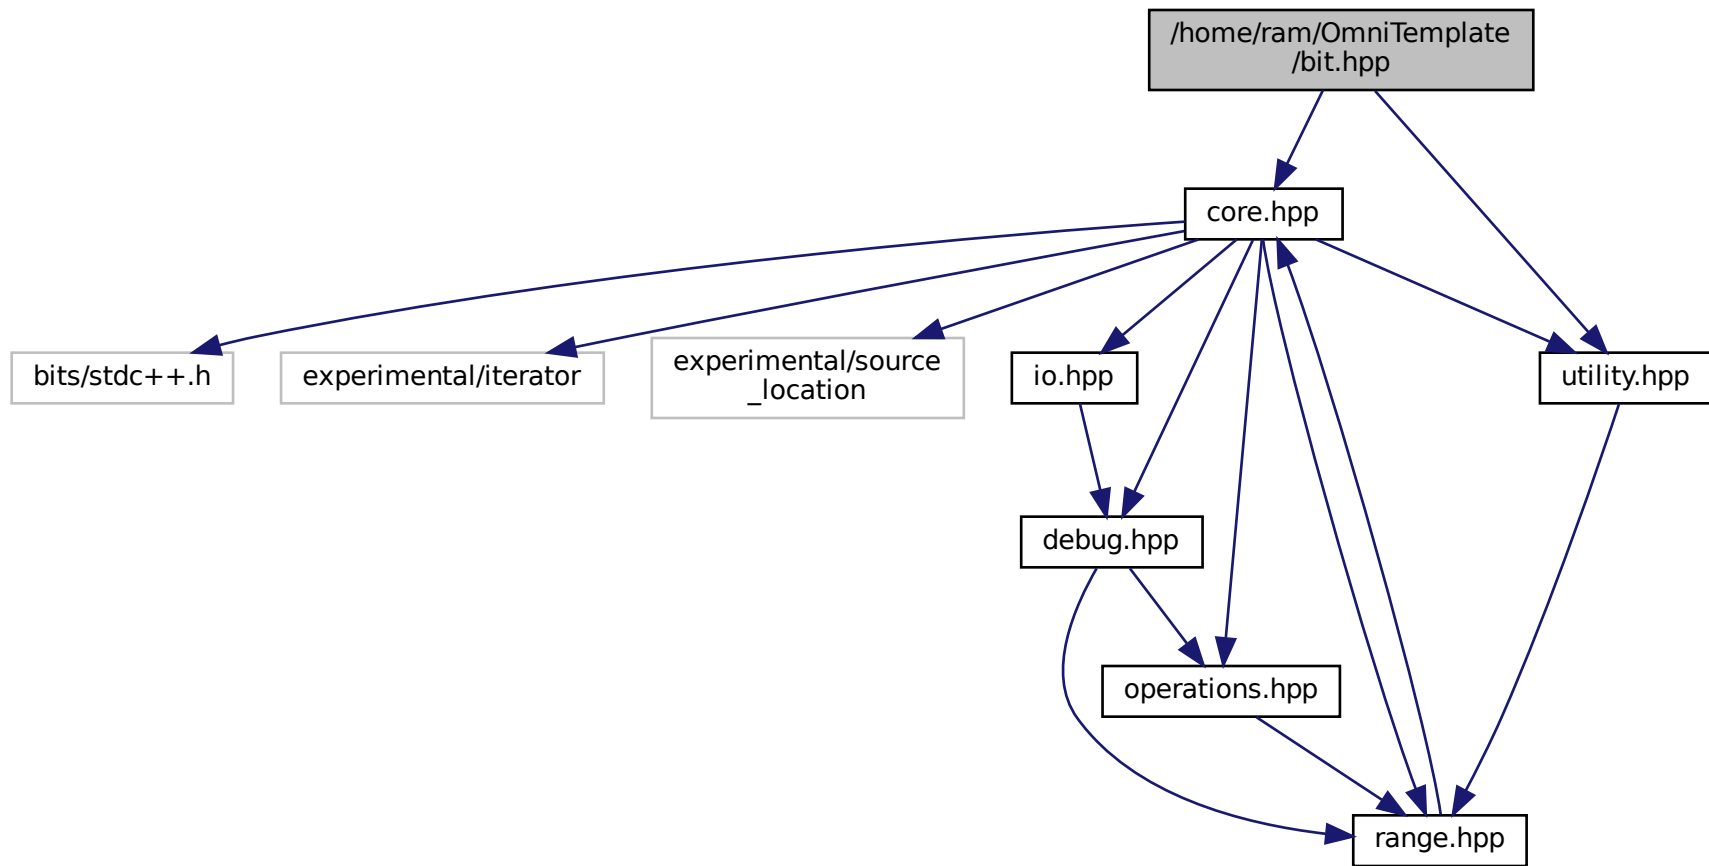 /home/ram/OmniTemplate
/bit.hpp
core.hpp
bits/stdc++.h
experimental/iterator
experimental/source
_location
io.hpp
utility.hpp
debug.hpp
operations.hpp
range.hpp